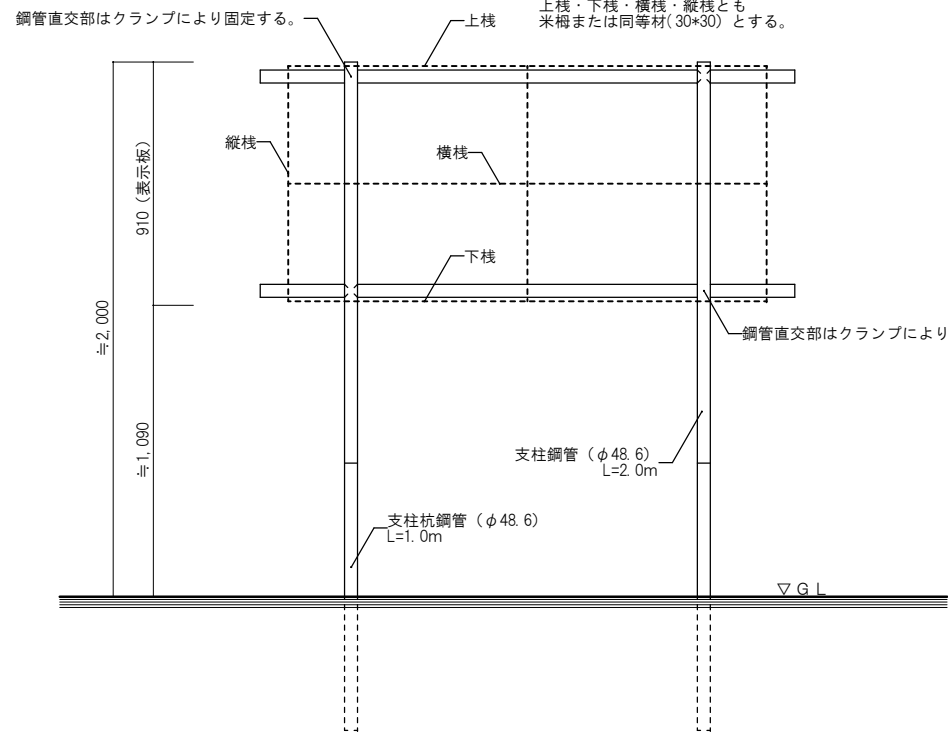 鋼管直交部はクランプにより固定する。
上桟
上桟・下桟・横桟・縦桟とも
米栂または同等材(30*30) とする。
縦桟
横桟
910 (表示板)
下桟
≒2,000
鋼管直交部はクランプにより
≒1,090
支柱鋼管 (φ48.6)
L=2.0m
支柱杭鋼管 (φ48.6)
L=1.0m
▽ＧＬ